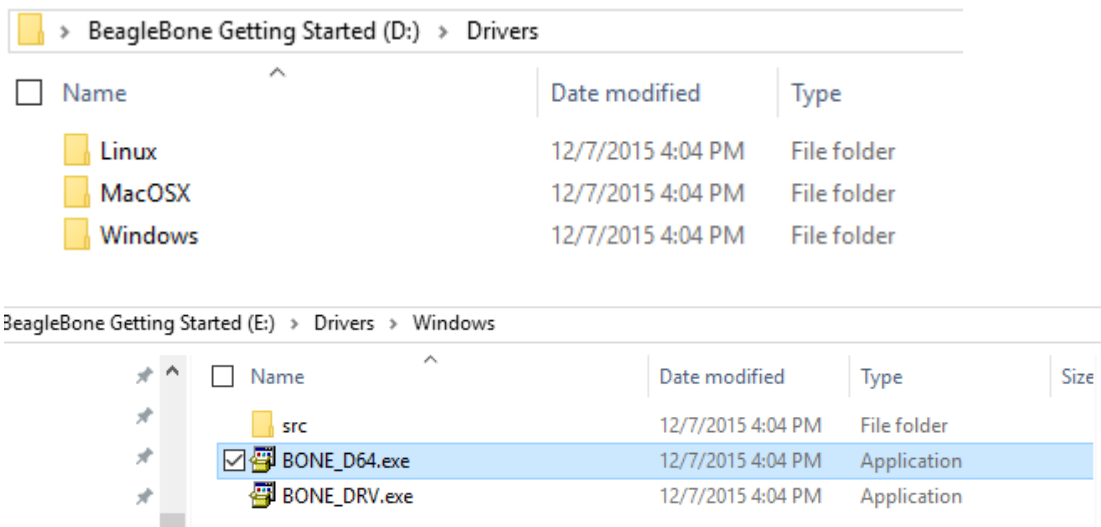 BeagleBone Getting Started (D:) > Drivers
Name Date modified Type
Linux 12/7/2015 4:04 PM File folder
MacOSX 12/7/2015 4:04 PM File folder
Windows 12/7/2015 4:04 PM File folder
BeagleBone Getting Started (E:) > Drivers > Windows
Name Date modified Type Size
src 12/7/2015 4:04 PM File folder
BONE_D64.exe 12/7/2015 4:04 PM Application
BONE_DRV.exe 12/7/2015 4:04 PM Application